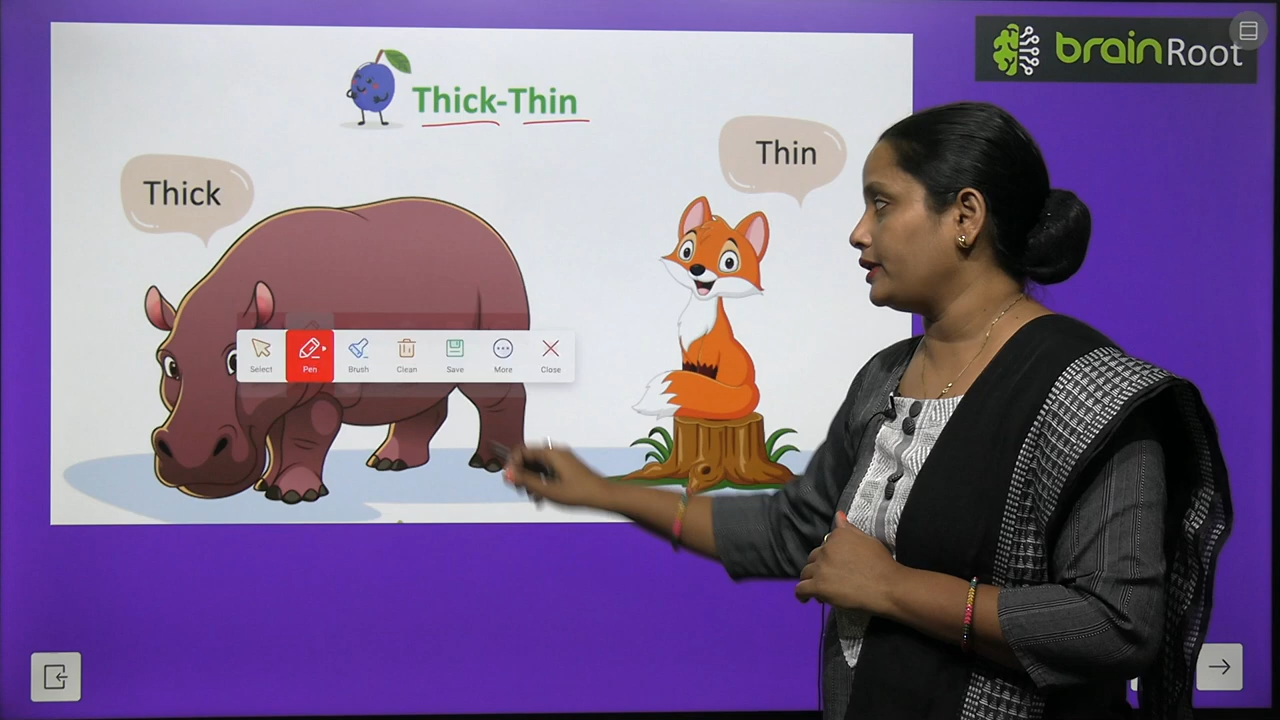 brainRoot
Thick-Thin
Thin
Thick
Select
Pen
Brush
Clean
Save
More
Close